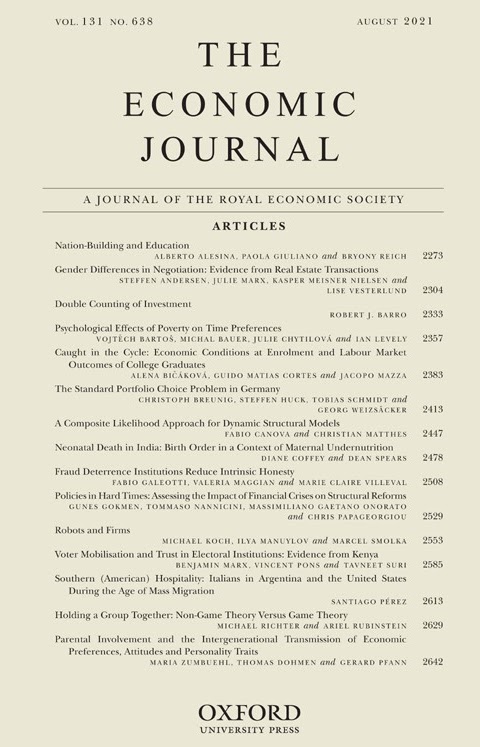 VOL. 131 NO. 638 AUGUST 2021
THE
ECONOMIC
JOURNAL
A JOURNAL OF THE ROYAL ECONOMIC SOCIETY
ARTICLES
Nation-Building and Education
ALBERTO ALESINA, PAOLA GIULIANO and BRYONY REICH 2273
Gender Differences in Negotiation: Evidence from Real Estate Transactions
STEFFEN ANDERSEN, JULIE MARX, KASPER MEISNER NIELSEN and
LISE VESTERLUND 2304
Double Counting of Investment
ROBERT J. BARRO 2333
Psychological Effects of Poverty on Time Preferences
VOJTĚCH BARTOŠ, MICHAL BAUER, JULIE CHYTILOVÁ and IAN LEVELY 2357
Caught in the Cycle: Economic Conditions at Enrolment and Labour Market
Outcomes of College Graduates
ALENA BIČÁKOVÁ, GUIDO MATIAS CORTES and JACOPO MAZZA 2383
The Standard Portfolio Choice Problem in Germany
CHRISTOPH BREUNIG, STEFFEN HUCK, TOBIAS SCHMIDT and
GEORG WEIZSÄCKER 2413
A Composite Likelihood Approach for Dynamic Structural Models
FABIO CANOVA and CHRISTIAN MATTHES 2447
Neonatal Death in India: Birth Order in a Context of Maternal Undernutrition
DIANE COFFEY and DEAN SPEARS 2478
Fraud Deterrence Institutions Reduce Intrinsic Honesty
FABIO GALEOTTI, VALERIA MAGGIAN and MARIE CLAIRE VILLEVAL 2508
Policies in Hard Times: Assessing the Impact of Financial Crises on Structural Reforms
GUNES GOKMEN, TOMMASO NANNICINI, MASSIMILIANO GAETANO ONORATO
and CHRIS PAPAGEORGIOU 2529
Robots and Firms
MICHAEL KOCH, ILYA MANUYLOV and MARCEL SMOLKA 2553
Voter Mobilisation and Trust in Electoral Institutions: Evidence from Kenya
BENJAMIN MARX, VINCENT PONS and TAVNEET SURI 2585
Southern (American) Hospitality: Italians in Argentina and the United States
During the Age of Mass Migration
SANTIAGO PÉREZ 2613
Holding a Group Together: Non-Game Theory Versus Game Theory
MICHAEL RICHTER and ARIEL RUBINSTEIN 2629
Parental Involvement and the Intergenerational Transmission of Economic
Preferences, Attitudes and Personality Traits
MARIA ZUMBUEHL, THOMAS DOHMEN and GERARD PFANN 2642
OXFORD
UNIVERSITY PRESS